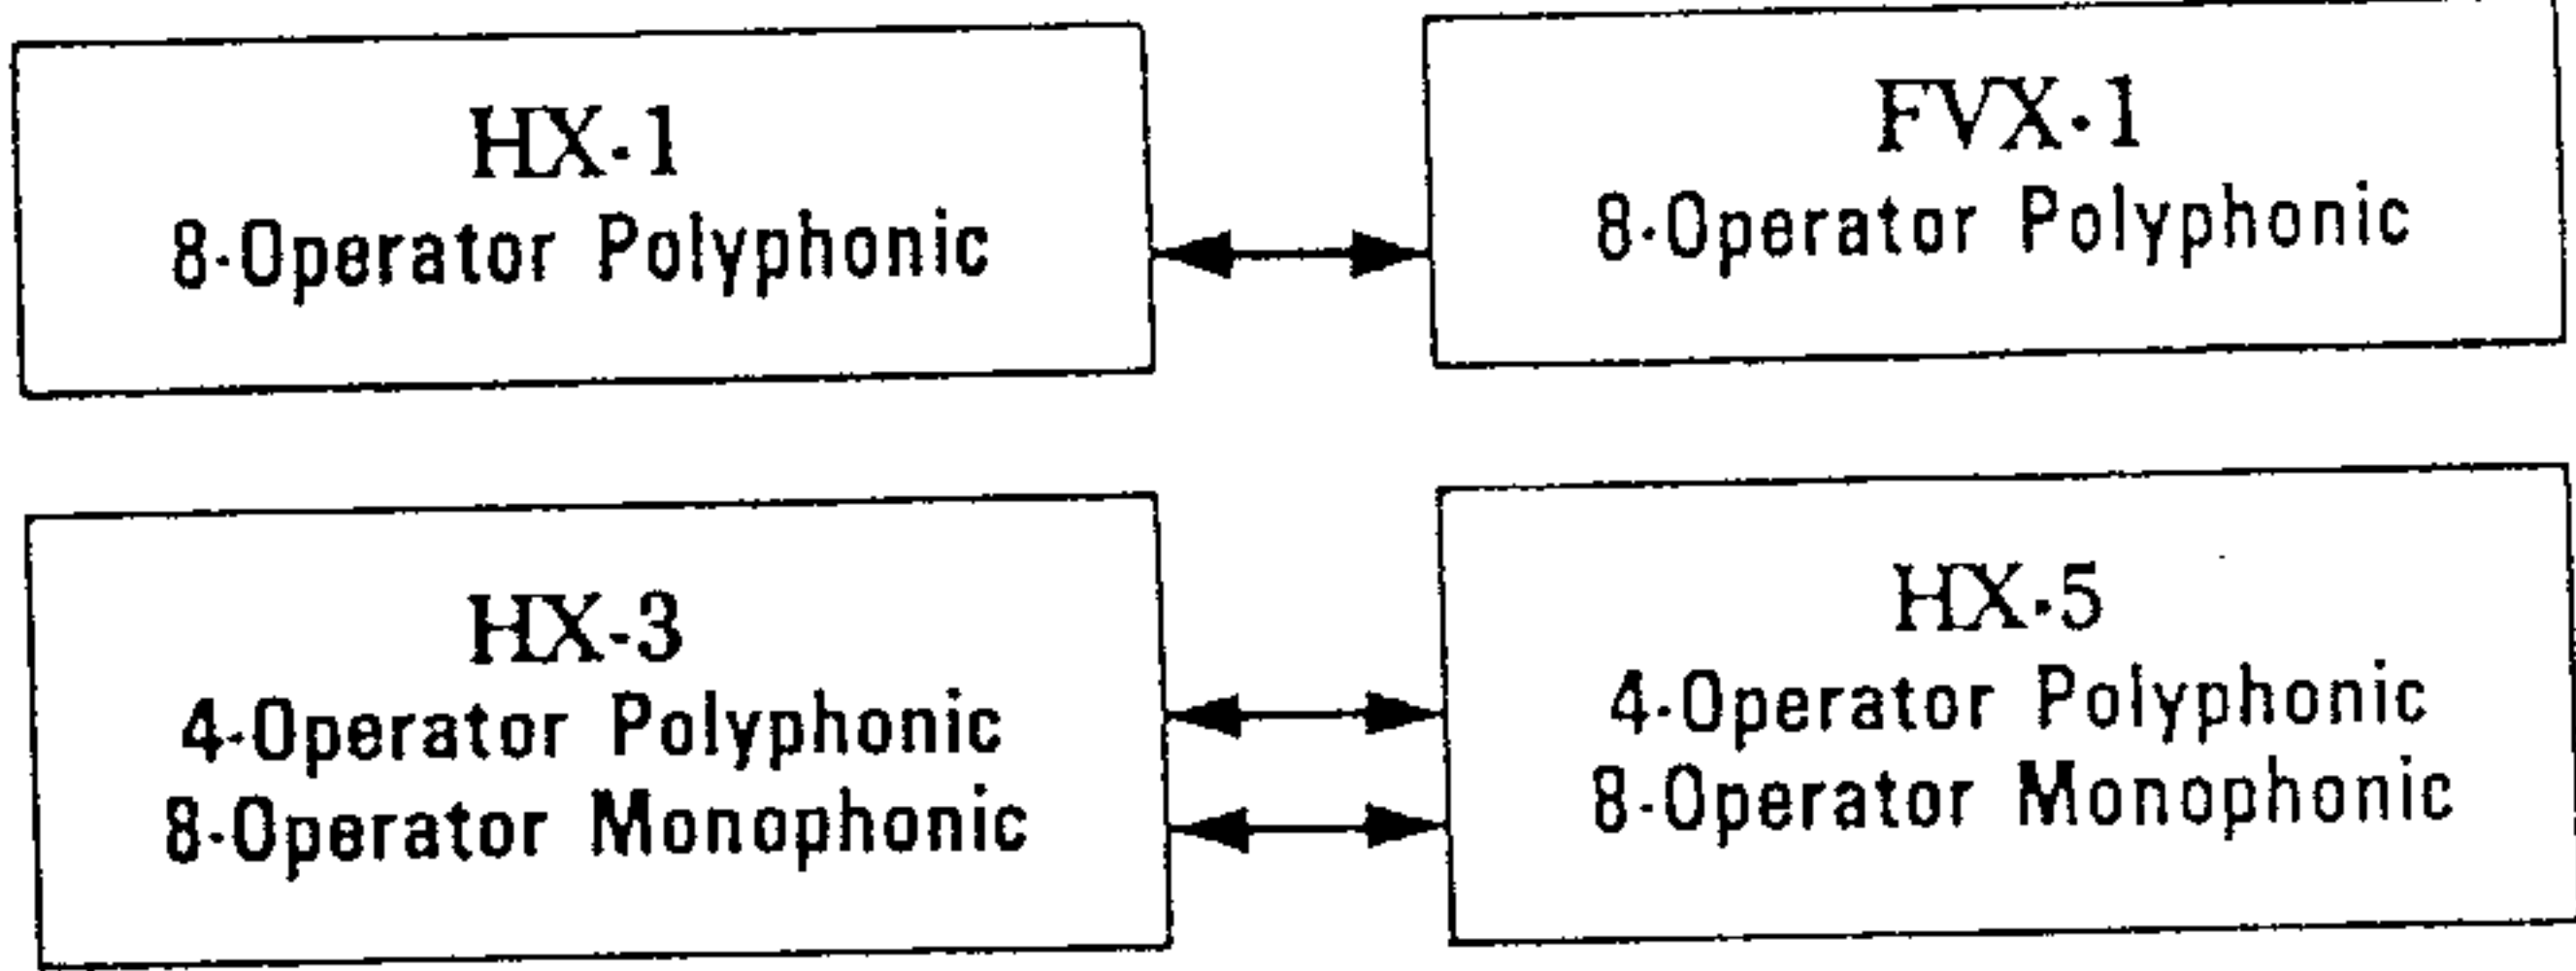 HX-1
8-Operator Polyphonic
FVX-1
8-Operator Polyphonic
HX-3
4-Operator Polyphonic
8-Operator Monophonic
HX-5
4-Operator Polyphonic
8-Operator Monophonic